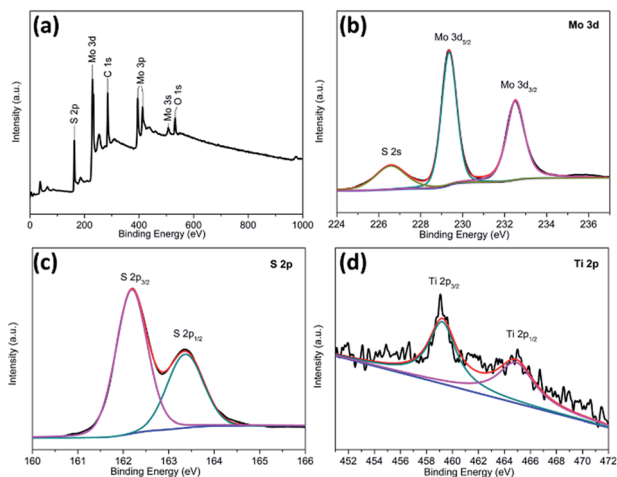 (a)
S 2p
Mo 3d
C 1s
Mo 3p
Mo 3s
O 1s
Intensity (a.u.)
0 200 400 600 800 1000
Binding Energy (eV)
(b)
Mo 3d
Mo 3d5/2
Mo 3d3/2
S 2s
Intensity (a.u.)
224 226 228 230 232 234 236
Binding Energy (eV)
(c)
S 2p
S 2p3/2
S 2p1/2
Intensity (a.u.)
160 161 162 163 164 165 166
Binding Energy (eV)
(d)
Ti 2p
Ti 2p3/2
Ti 2p1/2
Intensity (a.u.)
452 454 456 458 460 462 464 466 468 470 472
Binding Energy (eV)